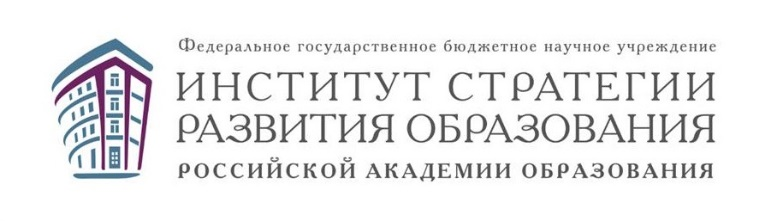 Федеральное государственное бюджетное научное учреждение
ИНСТИТУТ СТРАТЕГИИ
РАЗВИТИЯ ОБРАЗОВАНИЯ
РОССИЙСКОЙ АКАДЕМИИ ОБРАЗОВАНИЯ